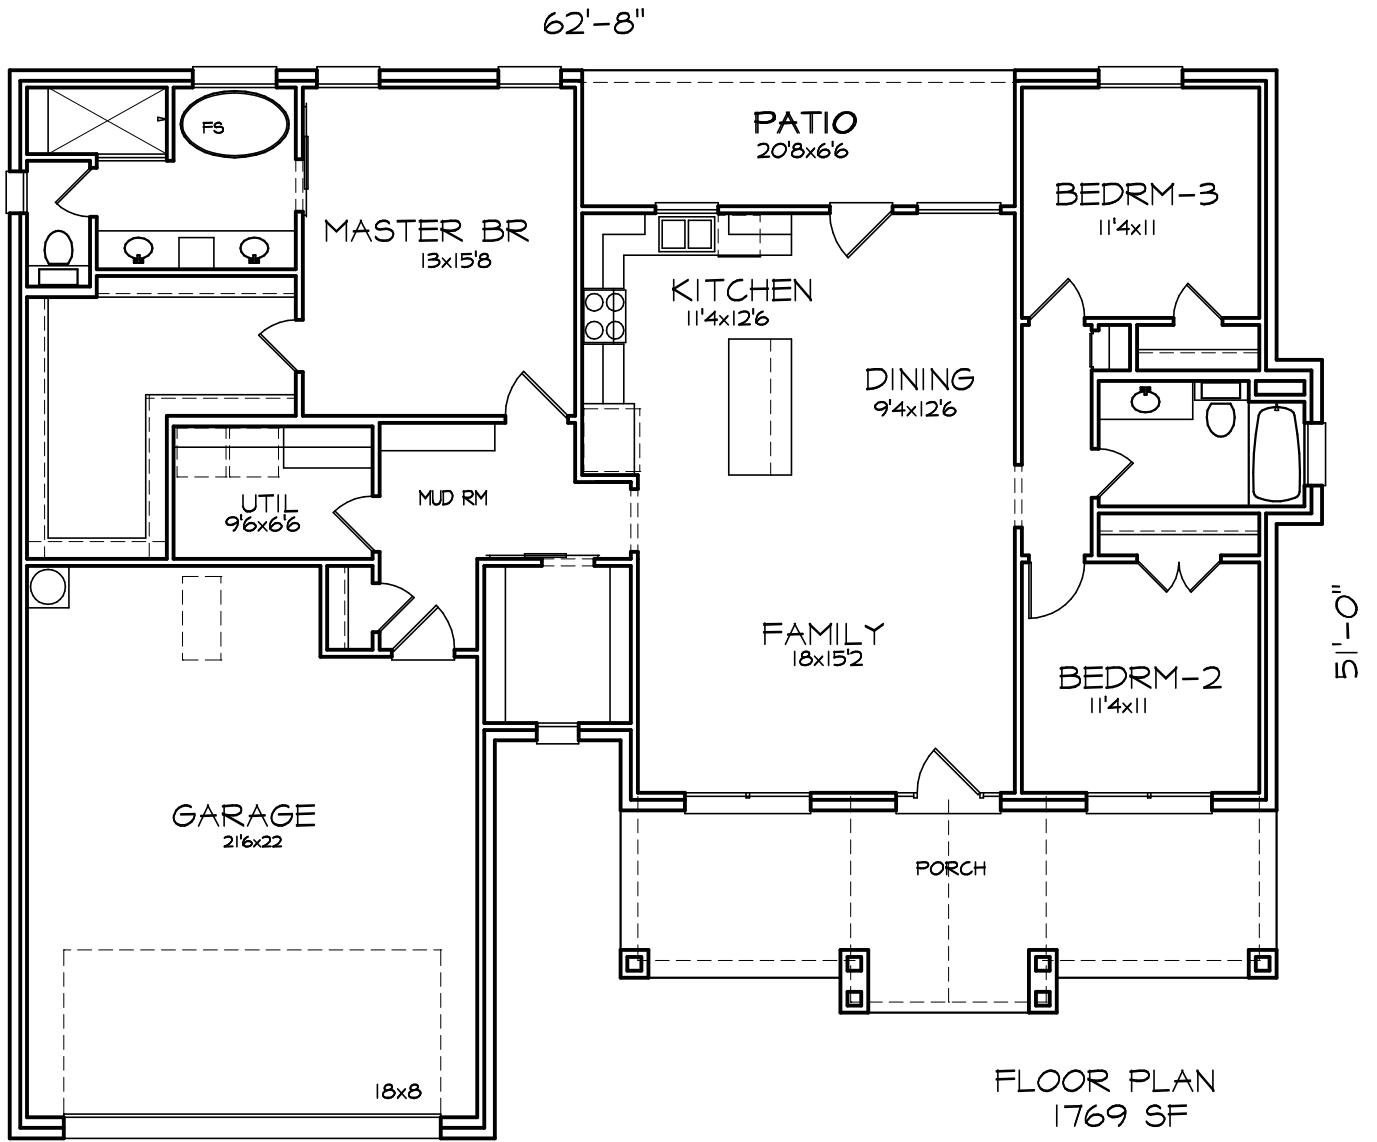 62'-8"
FS
PATIO
20'8x6'6
BEDRM-3
11'4x11
MASTER BR
13x15'8
KITCHEN
11'4x12'6
DINING
9'4x12'6
UTIL
9'6x6'6
MUD RM
51'-0"
FAMILY
18x15'2
BEDRM-2
11'4x11
GARAGE
21'6x22
PORCH
18x8
FLOOR PLAN
1769 SF